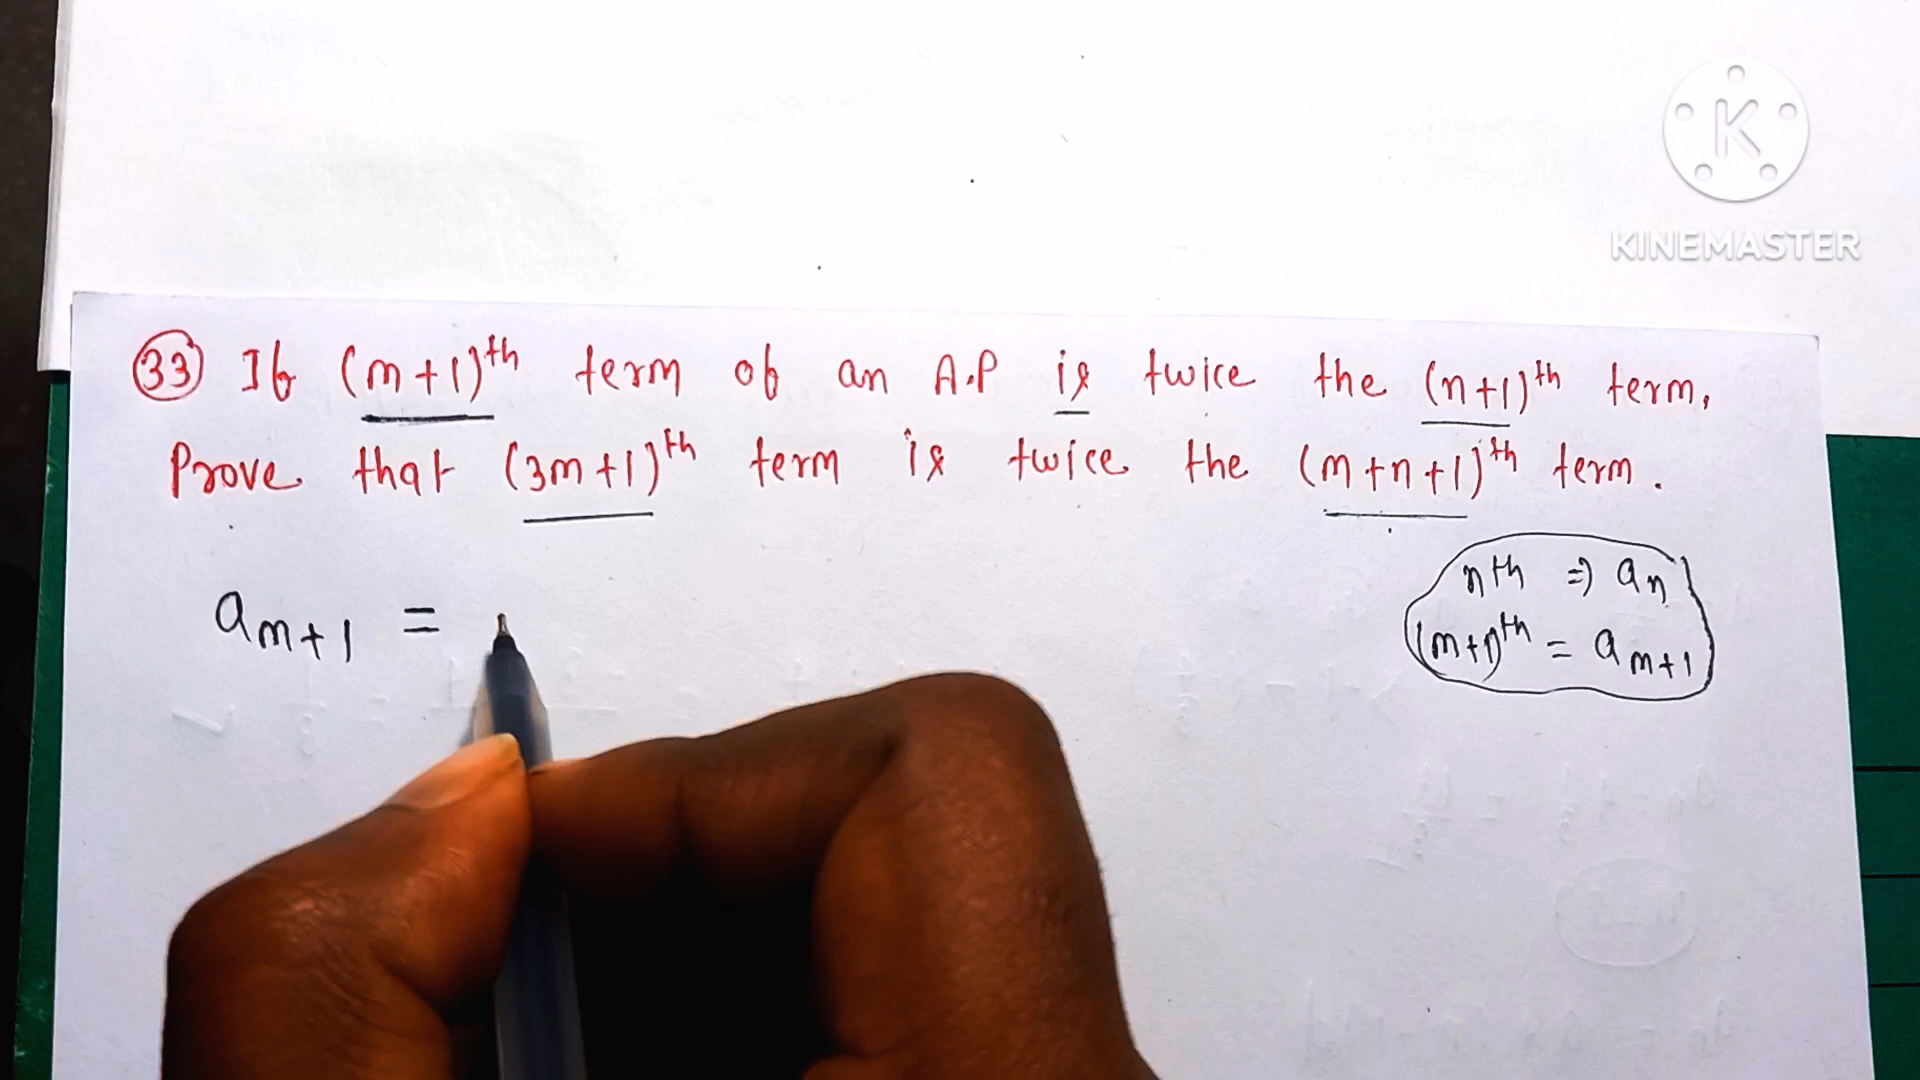 K
KINEMASTER
33 If (m+1)th term of an A.P is twice the (n+1)th term,
Prove that (3m+1)th term is twice the (m+n+1)th term.
nth ⇒ an
am+1 =
(m+1)th = am+1